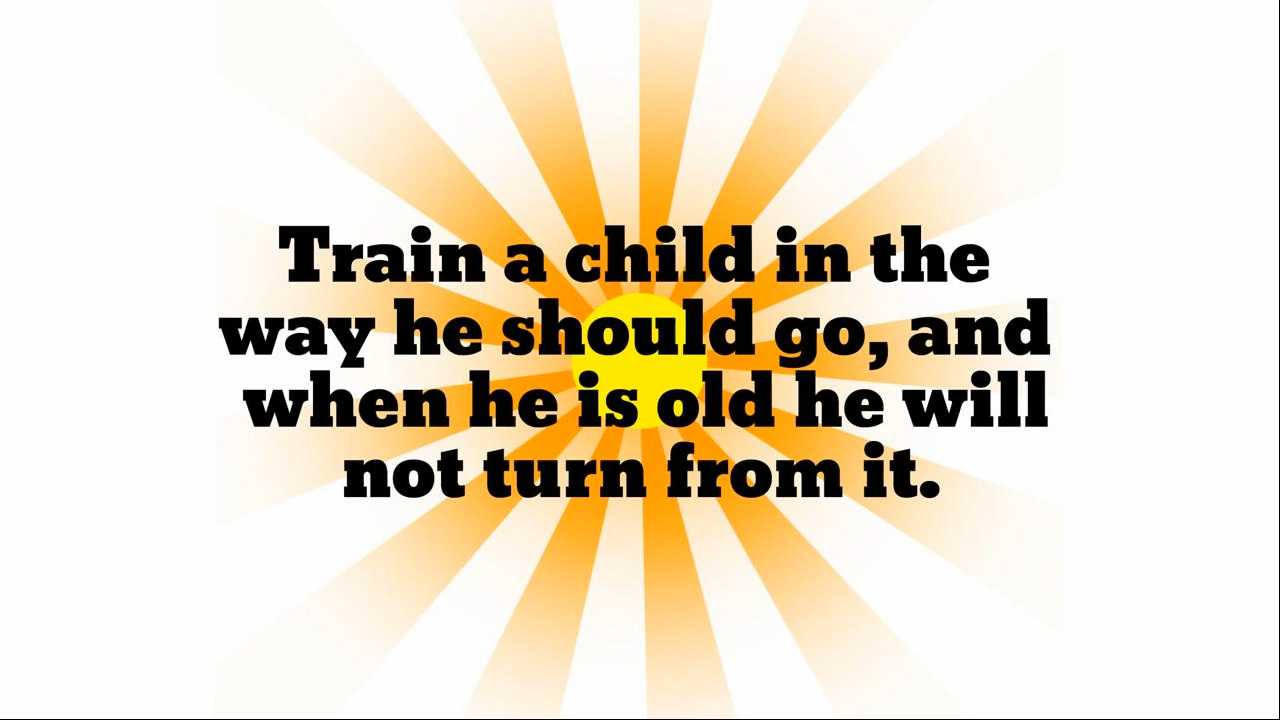 Train a child in the
way he should go, and
when he is old he will
not turn from it.